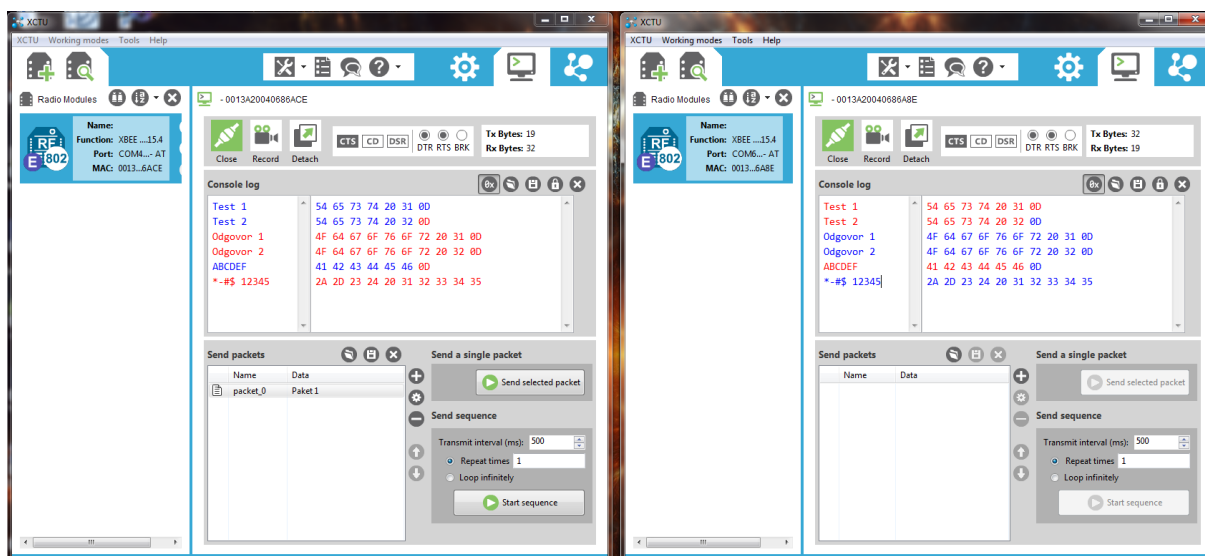 XCTU
XCTU Working modes Tools Help
Radio Modules
- 0013A20040686ACE
RF
E 802
Name:
Function: XBEE ....15.4
Port: COM4...- AT
MAC: 0013...6ACE
Close Record Detach
CTS CD DSR
DTR RTS BRK
Tx Bytes: 19
Rx Bytes: 32
Console log
Test 1 54 65 73 74 20 31 0D
Test 2 54 65 73 74 20 32 0D
Odgovor 1 4F 64 67 6F 76 6F 72 20 31 0D
Odgovor 2 4F 64 67 6F 76 6F 72 20 32 0D
ABCDEF 41 42 43 44 45 46 0D
*-#$ 12345 2A 2D 23 24 20 31 32 33 34 35
Send packets
Name Data
packet_0 Paket 1
Send a single packet
Send selected packet
Send sequence
Transmit interval (ms): 500
Repeat times 1
Loop infinitely
Start sequence
XCTU
XCTU Working modes Tools Help
Radio Modules
- 0013A20040686A8E
RF
E 802
Name:
Function: XBEE ....15.4
Port: COM6...- AT
MAC: 0013...6A8E
Close Record Detach
CTS CD DSR
DTR RTS BRK
Tx Bytes: 32
Rx Bytes: 19
Console log
Test 1 54 65 73 74 20 31 0D
Test 2 54 65 73 74 20 32 0D
Odgovor 1 4F 64 67 6F 76 6F 72 20 31 0D
Odgovor 2 4F 64 67 6F 76 6F 72 20 32 0D
ABCDEF 41 42 43 44 45 46 0D
*-#$ 12345 2A 2D 23 24 20 31 32 33 34 35
Send packets
Name Data
Send a single packet
Send selected packet
Send sequence
Transmit interval (ms): 500
Repeat times 1
Loop infinitely
Start sequence